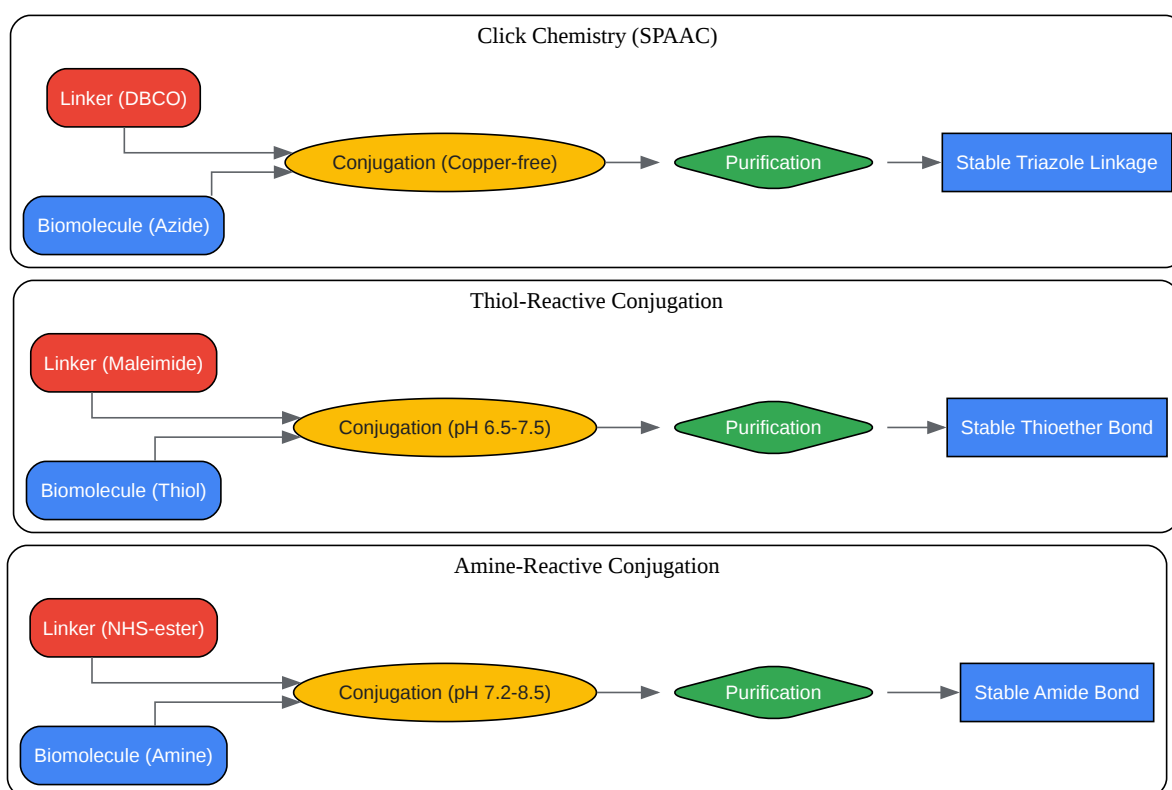 Click Chemistry (SPAAC)
Linker (DBCO)
Conjugation (Copper-free)
Purification
Stable Triazole Linkage
Biomolecule (Azide)
Thiol-Reactive Conjugation
Linker (Maleimide)
Conjugation (pH 6.5-7.5)
Purification
Stable Thioether Bond
Biomolecule (Thiol)
Amine-Reactive Conjugation
Linker (NHS-ester)
Conjugation (pH 7.2-8.5)
Purification
Stable Amide Bond
Biomolecule (Amine)